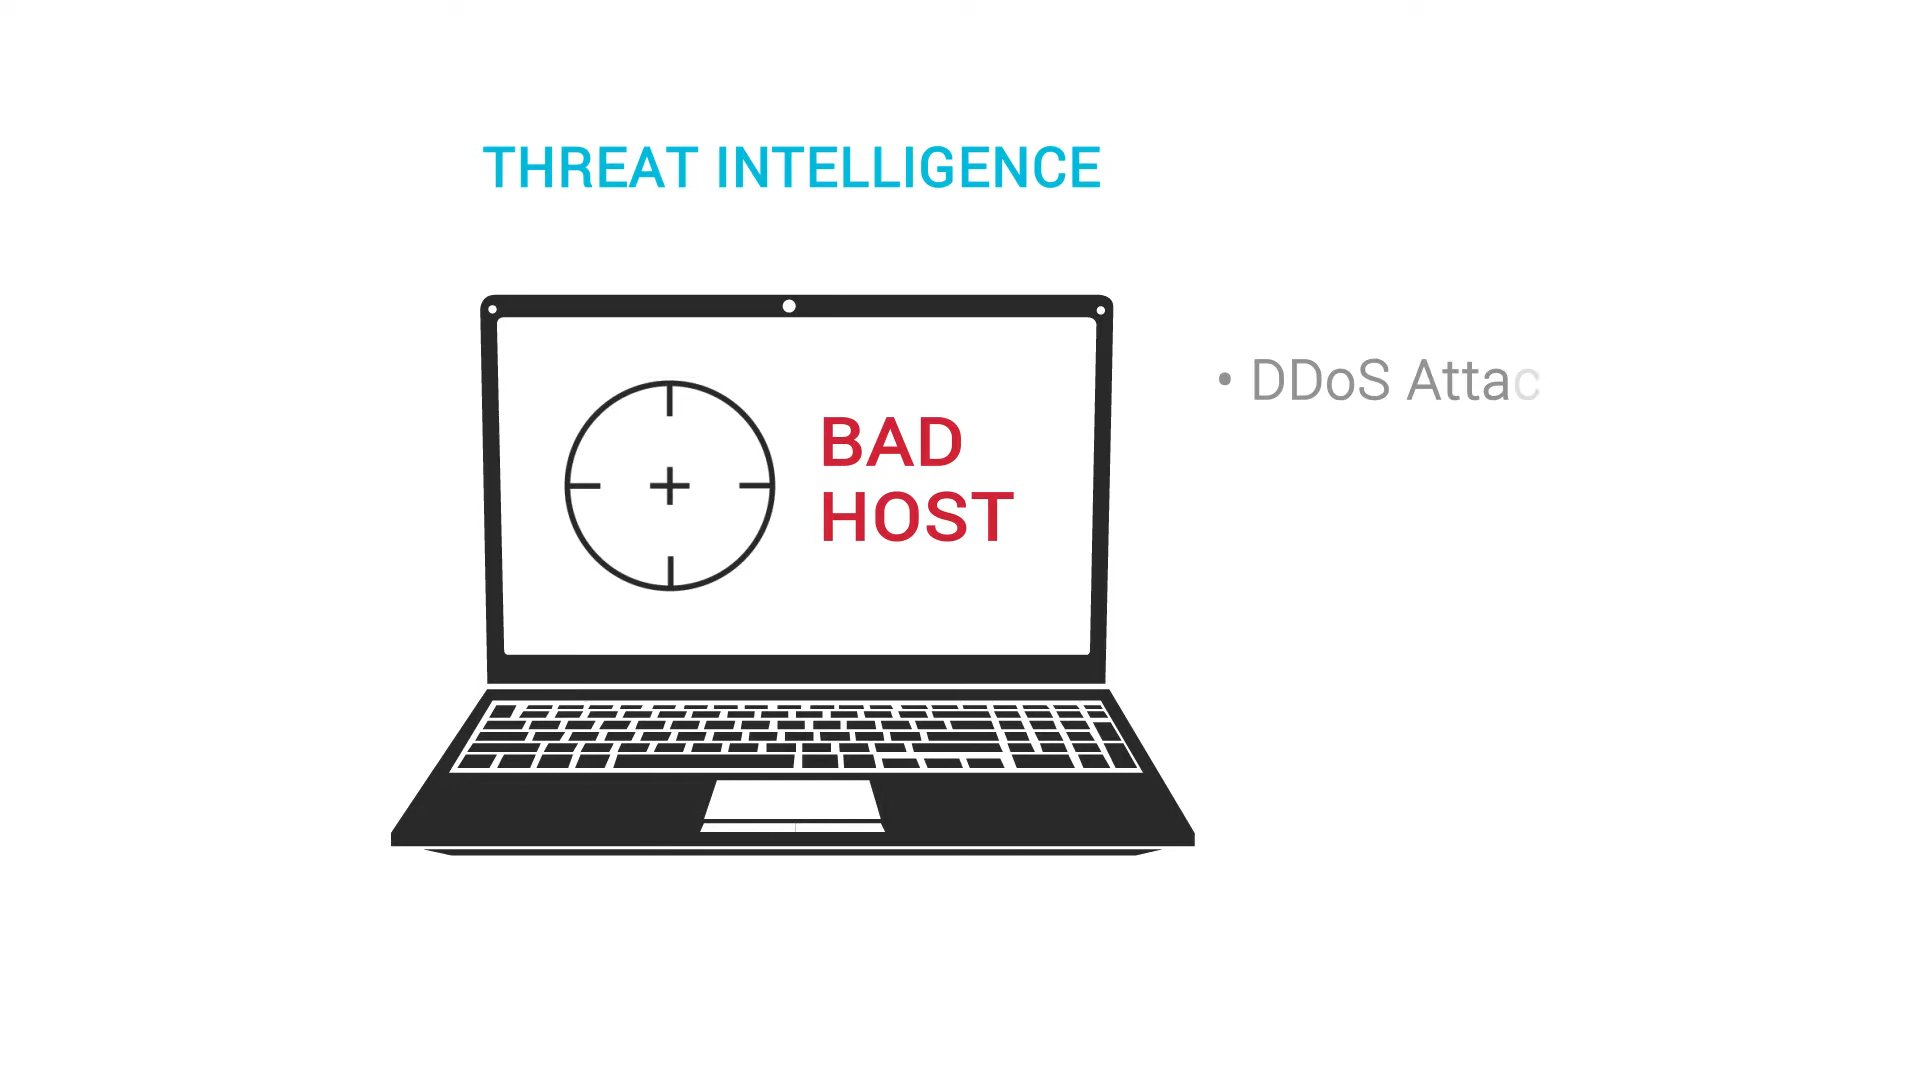 THREAT INTELLIGENCE
BAD
HOST
• DDoS Attac